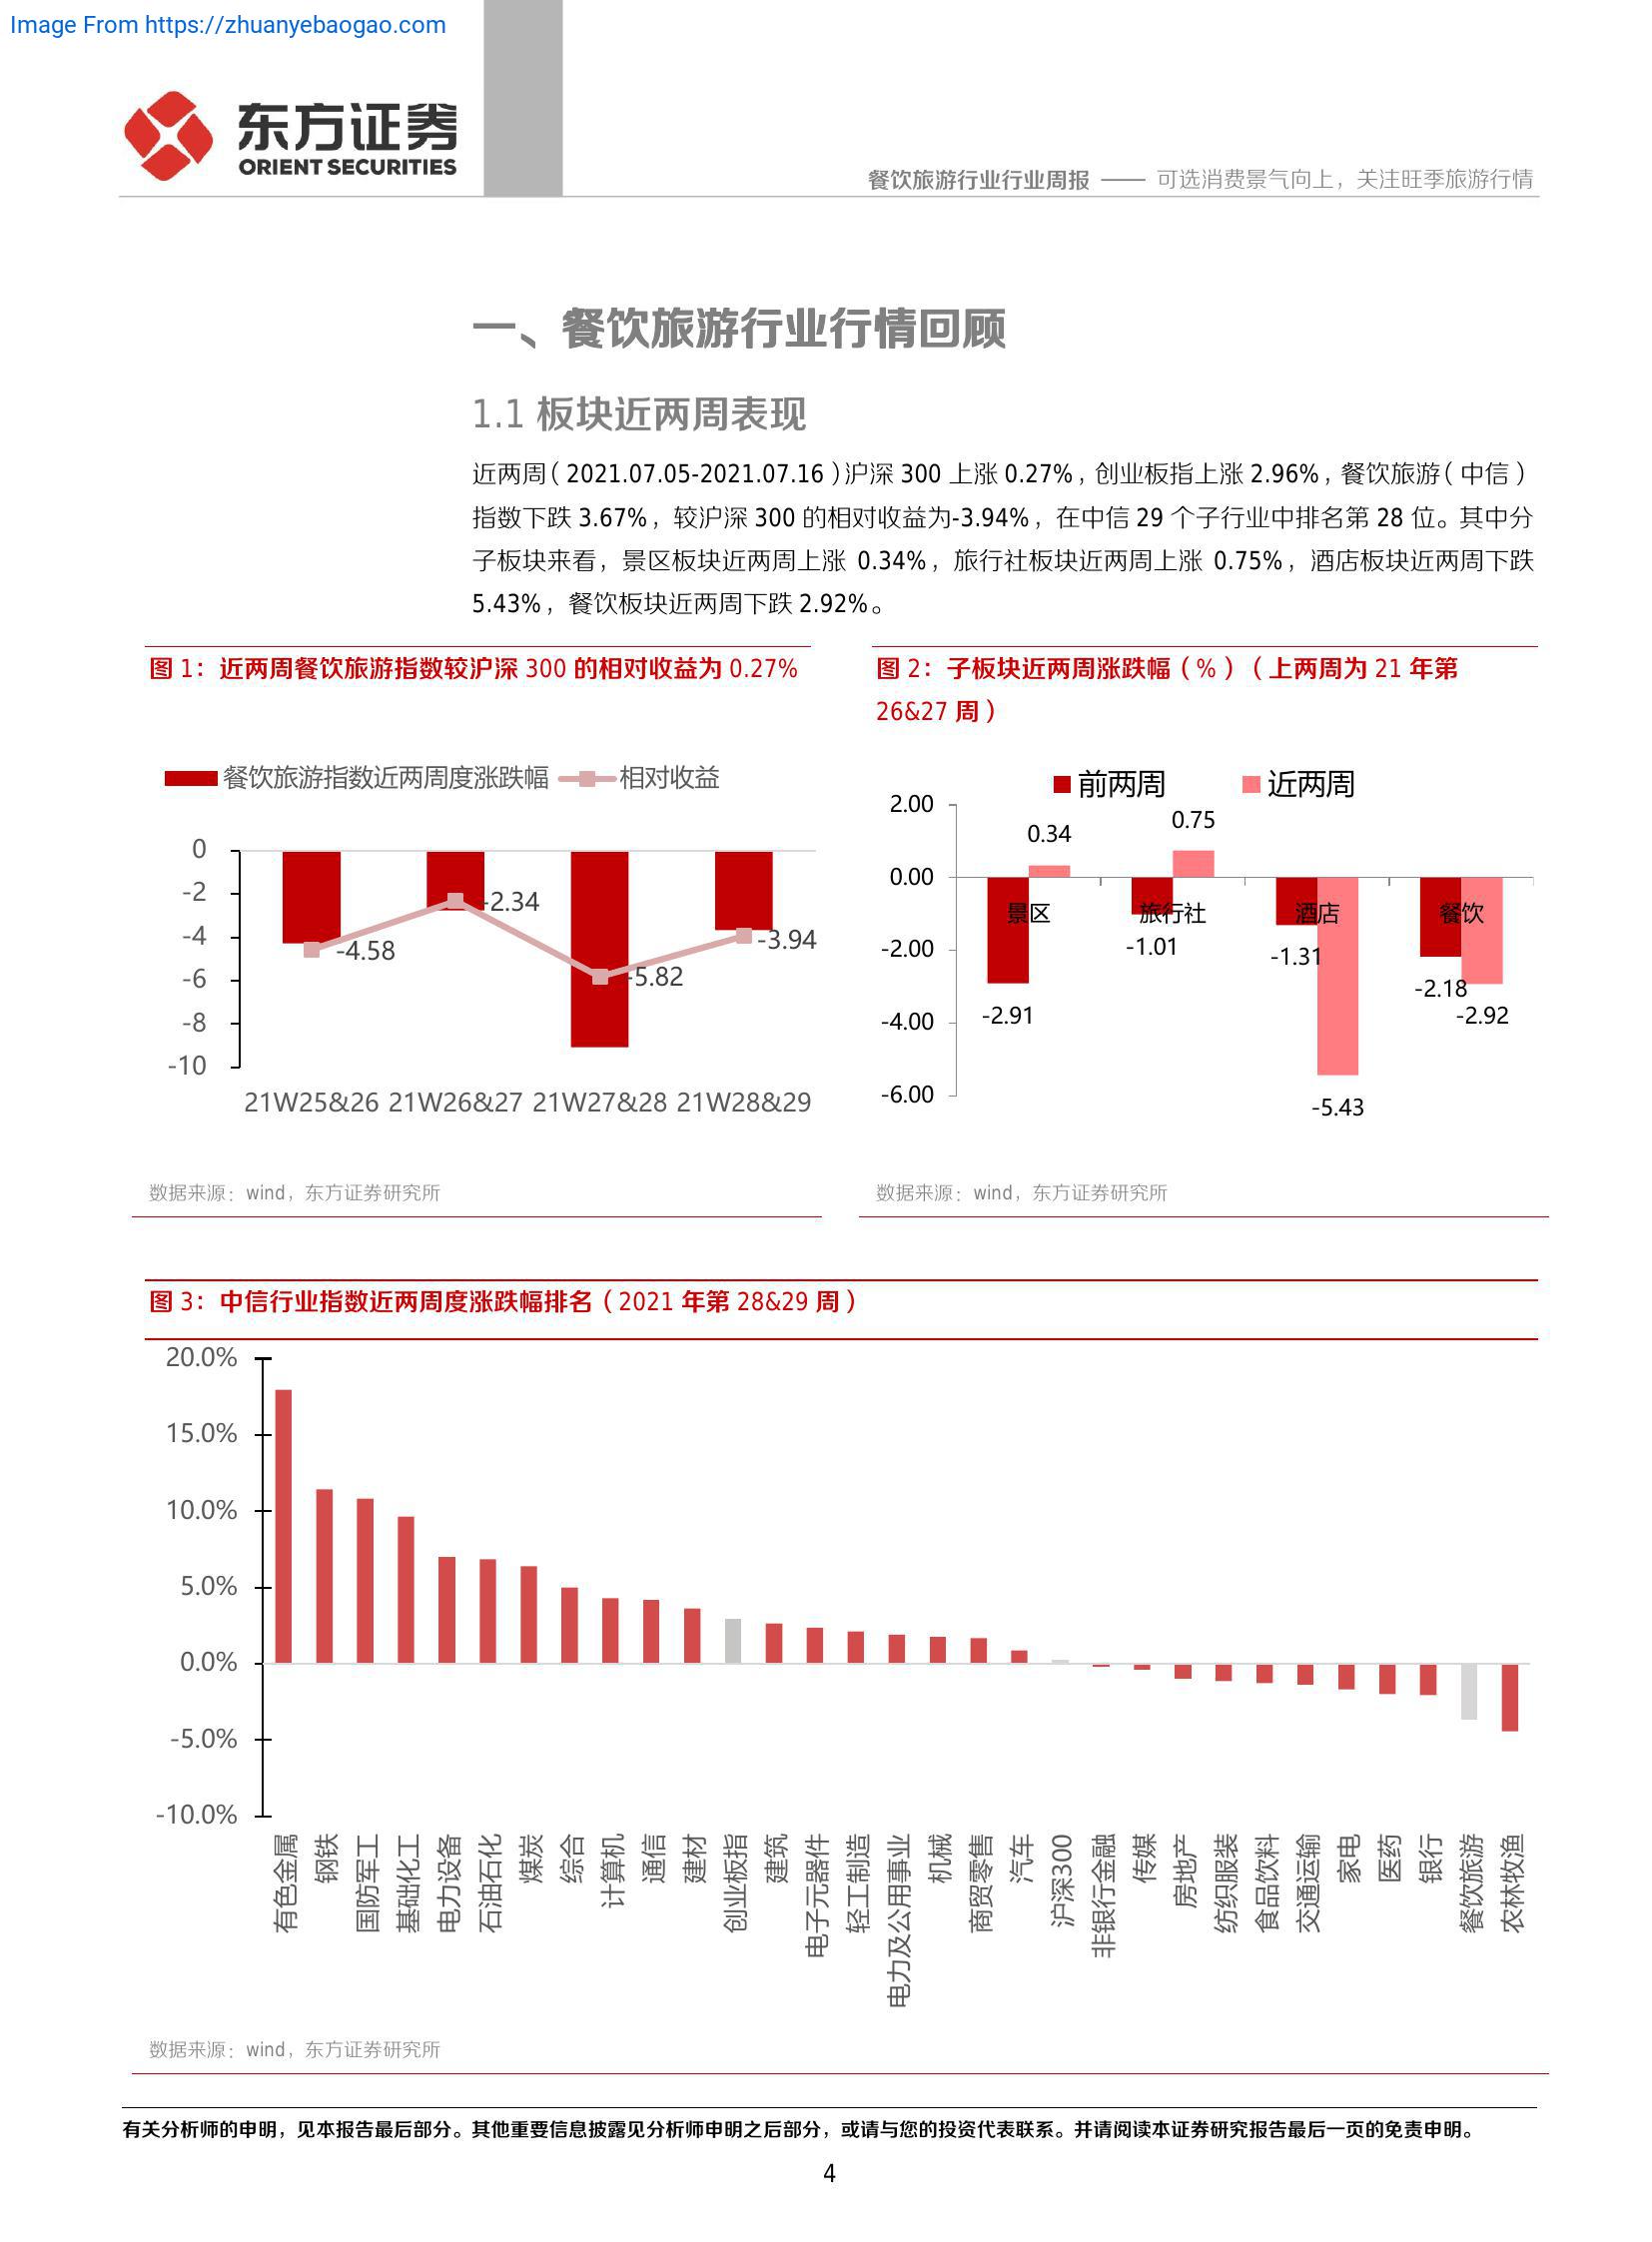 Image From https://zhuanyebaogao.com
东方证券
ORIENT SECURITIES
餐饮旅游行业行业周报 —— 可选消费景气向上，关注旺季旅游行情
一、餐饮旅游行业行情回顾
1.1 板块近两周表现
近两周（2021.07.05-2021.07.16）沪深 300 上涨 0.27%，创业板指上涨 2.96%，餐饮旅游（中信）
指数下跌 3.67%，较沪深 300 的相对收益为-3.94%，在中信 29 个子行业中排名第 28 位。其中分
子板块来看，景区板块近两周上涨 0.34%，旅行社板块近两周上涨 0.75%，酒店板块近两周下跌
5.43%，餐饮板块近两周下跌 2.92%。
图 1：近两周餐饮旅游指数较沪深 300 的相对收益为 0.27%
餐饮旅游指数近两周度涨跌幅 相对收益
0
-2
-4
-6
-8
-10
-4.58
-2.34
-5.82
-3.94
21W25&26 21W26&27 21W27&28 21W28&29
数据来源：wind，东方证券研究所
图 2：子板块近两周涨跌幅（%）（上两周为 21 年第
26&27 周）
前两周 近两周
2.00
0.00
-2.00
-4.00
-6.00
0.34
0.75
景区 旅行社 酒店 餐饮
-2.91
-1.01
-1.31
-5.43
-2.18
-2.92
数据来源：wind，东方证券研究所
图 3：中信行业指数近两周度涨跌幅排名（2021 年第 28&29 周）
20.0%
15.0%
10.0%
5.0%
0.0%
-5.0%
-10.0%
有色金属
钢铁
国防军工
基础化工
电力设备
石油石化
煤炭
综合
计算机
通信
建材
创业板指
建筑
电子元器件
轻工制造
电力及公用事业
机械
商贸零售
汽车
沪深300
非银行金融
传媒
房地产
纺织服装
食品饮料
交通运输
家电
医药
银行
餐饮旅游
农林牧渔
数据来源：wind，东方证券研究所
有关分析师的申明，见本报告最后部分。其他重要信息披露见分析师申明之后部分，或请与您的投资代表联系。并请阅读本证券研究报告最后一页的免责申明。
4